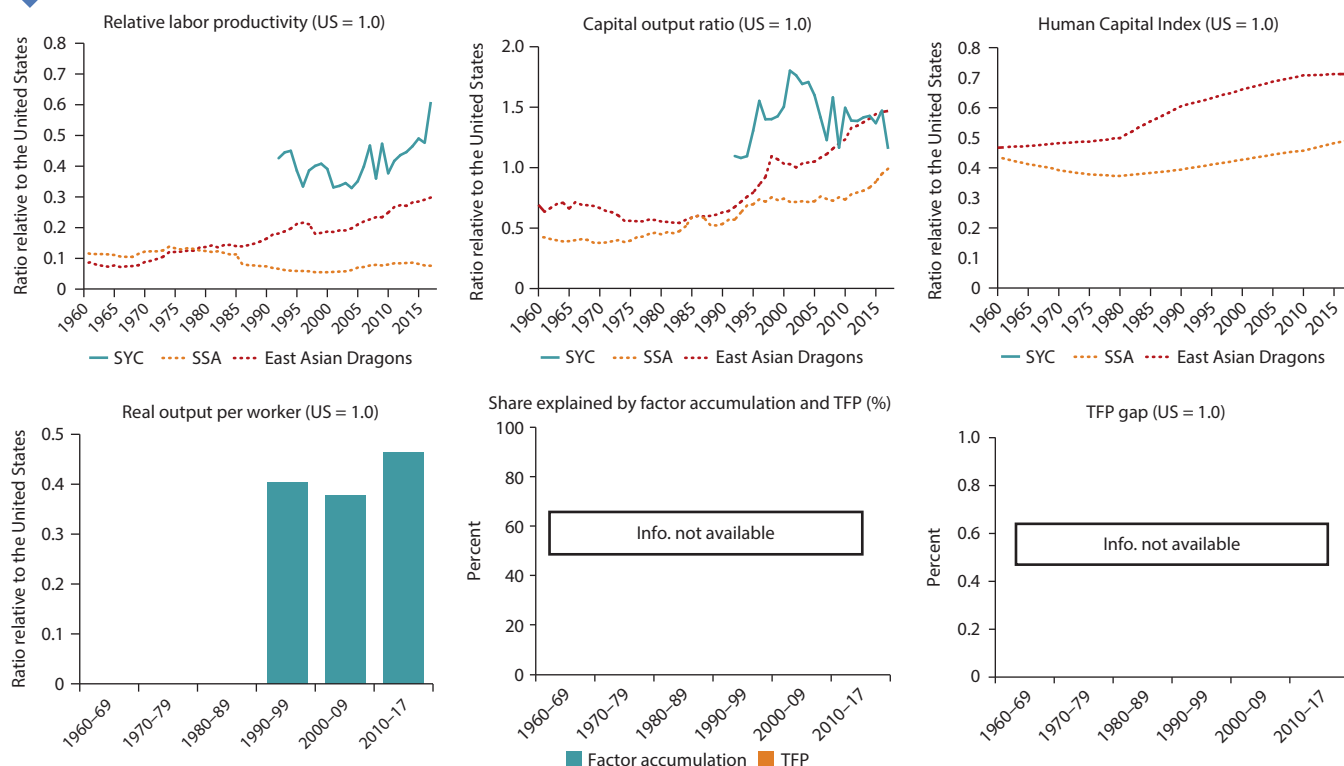 Relative labor productivity (US = 1.0)
Ratio relative to the United States
0.8
0.7
0.6
0.5
0.4
0.3
0.2
0.1
0
1960 1965 1970 1975 1980 1985 1990 1995 2000 2005 2010 2015
SYC SSA East Asian Dragons
Capital output ratio (US = 1.0)
Ratio relative to the United States
2.0
1.5
1.0
0.5
0
1960 1965 1970 1975 1980 1985 1990 1995 2000 2005 2010 2015
SYC SSA East Asian Dragons
Human Capital Index (US = 1.0)
Ratio relative to the United States
0.8
0.7
0.6
0.5
0.4
0.3
0.2
0.1
0
1960 1965 1970 1975 1980 1985 1990 1995 2000 2005 2010 2015
SYC SSA East Asian Dragons
Real output per worker (US = 1.0)
Ratio relative to the United States
0.5
0.4
0.3
0.2
0.1
0
1960–69 1970–79 1980–89 1990–99 2000–09 2010–17
Share explained by factor accumulation and TFP (%)
Percent
100
80
60
40
20
0
Info. not available
1960–69 1970–79 1980–89 1990–99 2000–09 2010–17
Factor accumulation TFP
TFP gap (US = 1.0)
Percent
1.0
0.8
0.6
0.4
0.2
0
Info. not available
1960–69 1970–79 1980–89 1990–99 2000–09 2010–17